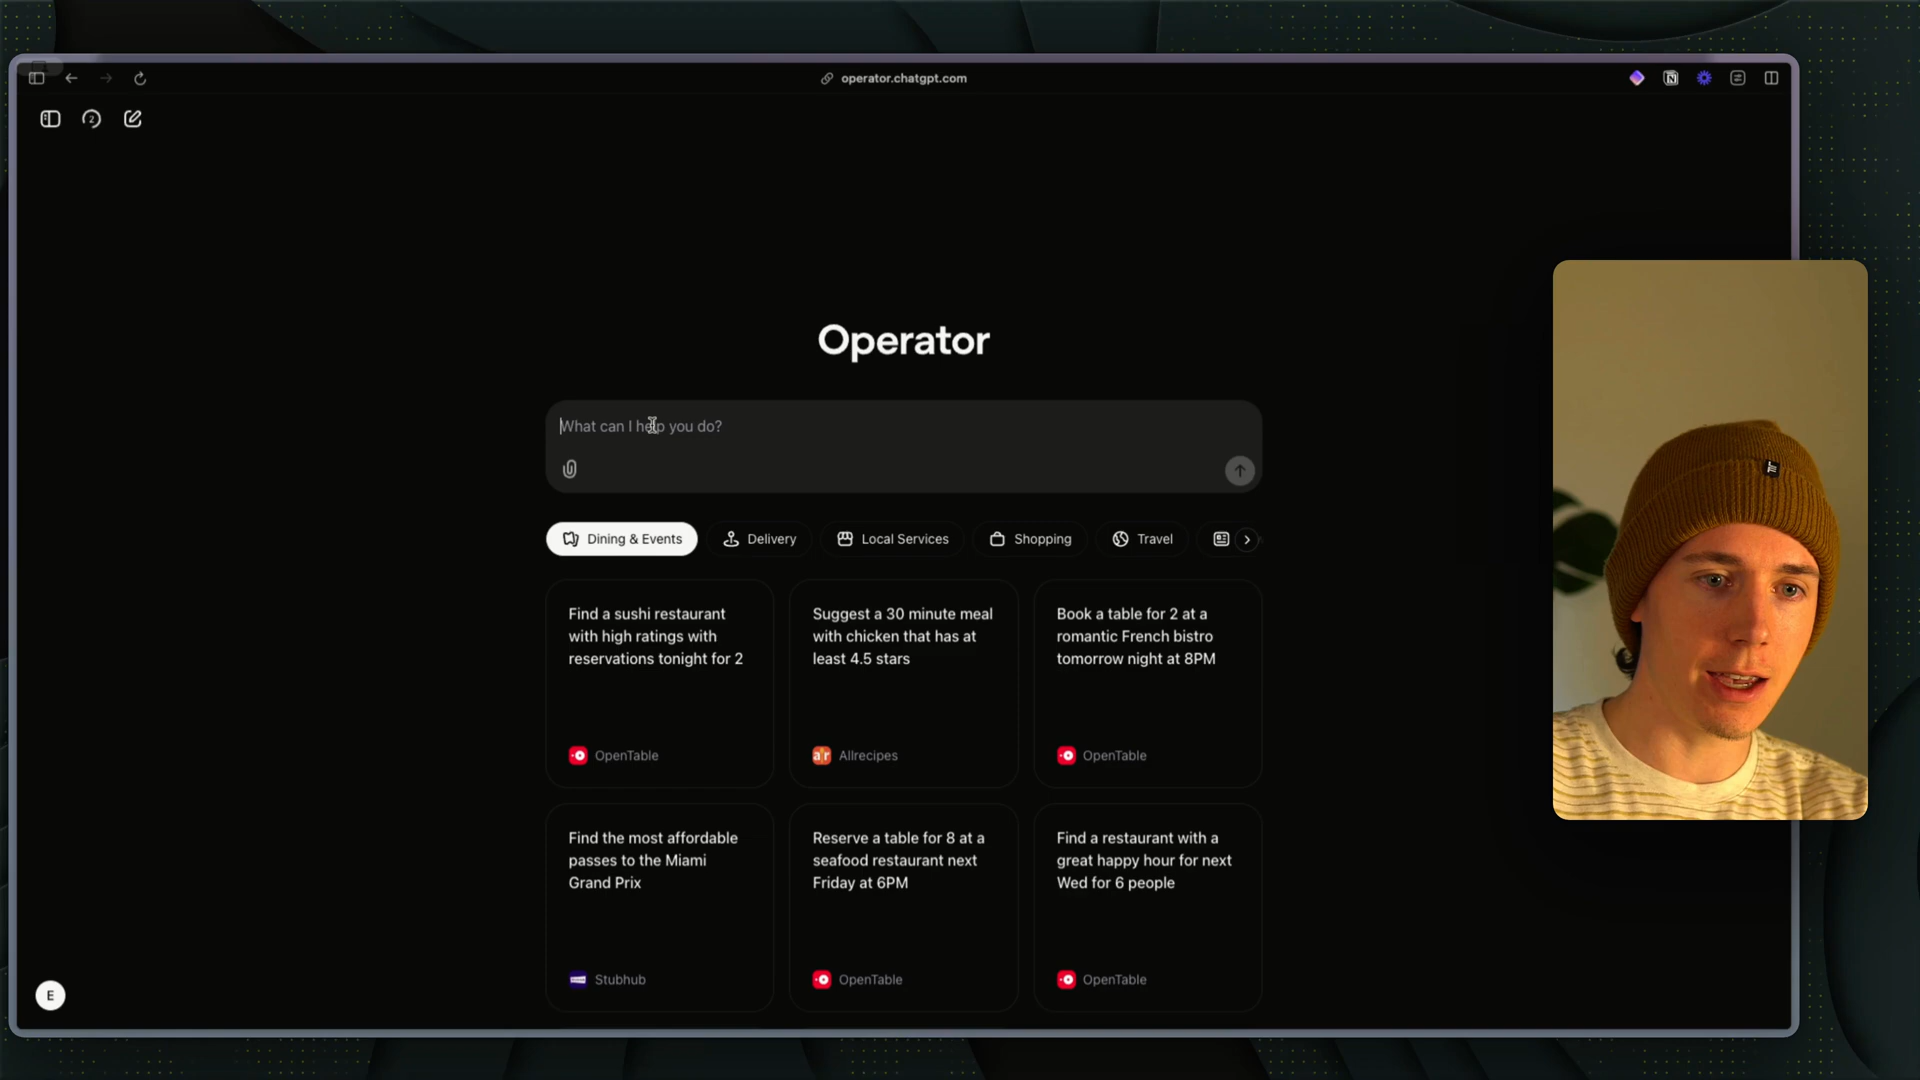 operator.chatgpt.com
2
Operator
What can I help you do?
Dining & Events
Delivery
Local Services
Shopping
Travel
Find a sushi restaurant
with high ratings with
reservations tonight for 2
OpenTable
Suggest a 30 minute meal
with chicken that has at
least 4.5 stars
ar
Allrecipes
Book a table for 2 at a
romantic French bistro
tomorrow night at 8PM
OpenTable
Find the most affordable
passes to the Miami
Grand Prix
Stubhub
Reserve a table for 8 at a
seafood restaurant next
Friday at 6PM
OpenTable
Find a restaurant with a
great happy hour for next
Wed for 6 people
OpenTable
E